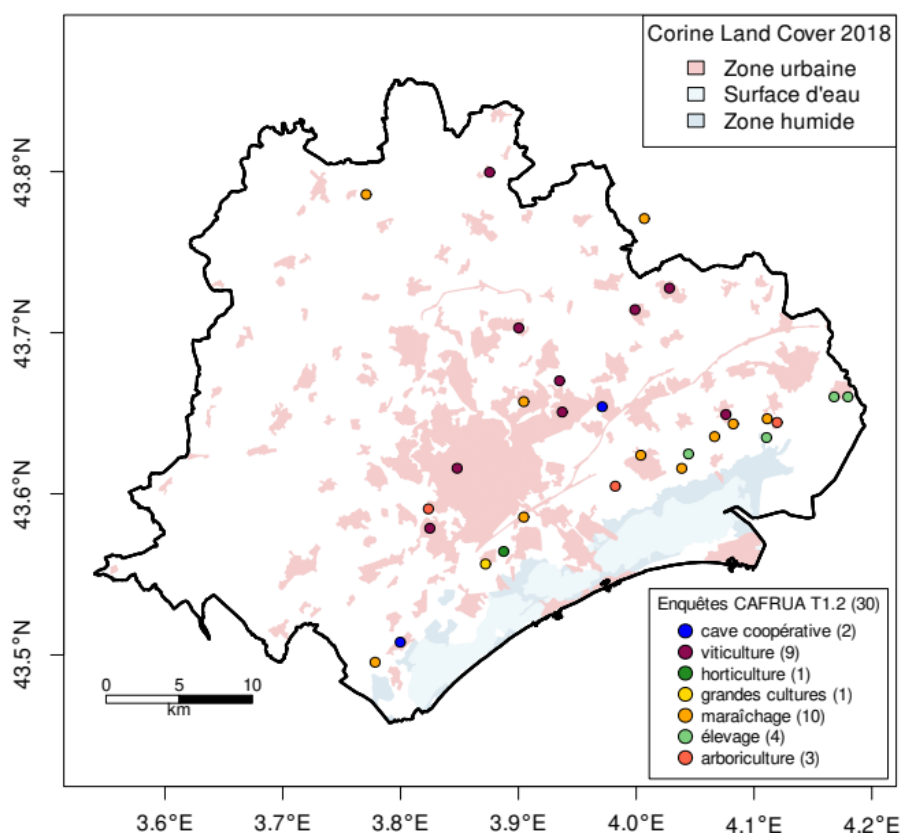 Corine Land Cover 2018
Zone urbaine
Surface d'eau
Zone humide
43.8°N
43.7°N
43.6°N
43.5°N
0 5 10
km
Enquêtes CAFRUA T1.2 (30)
cave coopérative (2)
viticulture (9)
horticulture (1)
grandes cultures (1)
maraîchage (10)
élevage (4)
arboriculture (3)
3.6°E 3.7°E 3.8°E 3.9°E 4.0°E 4.1°E 4.2°E